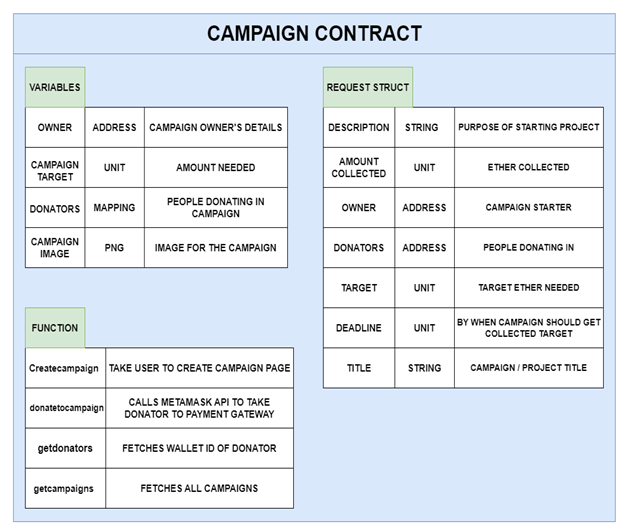 CAMPAIGN CONTRACT
VARIABLES
OWNER ADDRESS CAMPAIGN OWNER'S DETAILS
CAMPAIGN
TARGET UNIT AMOUNT NEEDED
DONATORS MAPPING PEOPLE DONATING IN
CAMPAIGN
CAMPAIGN
IMAGE PNG IMAGE FOR THE CAMPAIGN
FUNCTION
Createcampaign TAKE USER TO CREATE CAMPAIGN PAGE
donatetocampaign CALLS METAMASK API TO TAKE
DONATOR TO PAYMENT GATEWAY
getdonators FETCHES WALLET ID OF DONATOR
getcampaigns FETCHES ALL CAMPAIGNS
REQUEST STRUCT
DESCRIPTION STRING PURPOSE OF STARTING PROJECT
AMOUNT
COLLECTED UNIT ETHER COLLECTED
OWNER ADDRESS CAMPAIGN STARTER
DONATORS ADDRESS PEOPLE DONATING IN
TARGET UNIT TARGET ETHER NEEDED
DEADLINE UNIT BY WHEN CAMPAIGN SHOULD GET
COLLECTED TARGET
TITLE STRING CAMPAIGN / PROJECT TITLE